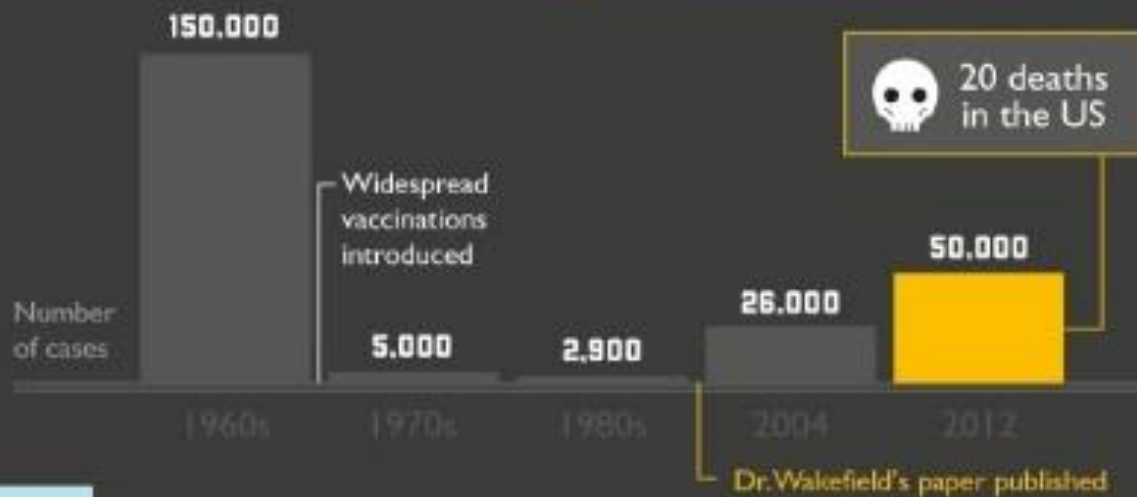 150.000
20 deaths
in the US
Widespread
vaccinations
introduced
50.000
26.000
Number
of cases
5.000
2.900
1960s
1970s
1980s
2004
2012
Dr. Wakefield's paper published